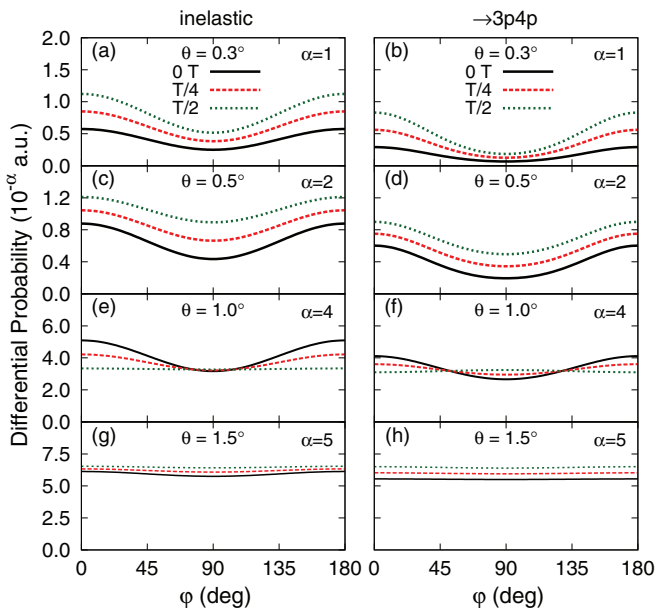 inelastic
→3p4p
Differential Probability (10^-α a.u.)
(a) θ = 0.3° α=1
0 T
T/4
T/2
2.0
1.5
1.0
0.5
0.0
(b) θ = 0.3° α=1
0 T
T/4
T/2
(c) θ = 0.5° α=2
1.2
0.8
0.4
0.0
(d) θ = 0.5° α=2
(e) θ = 1.0° α=4
6.0
4.0
2.0
0.0
(f) θ = 1.0° α=4
(g) θ = 1.5° α=5
7.5
5.0
2.5
0.0
(h) θ = 1.5° α=5
0 45 90 135 180
0 45 90 135 180
φ (deg)
φ (deg)